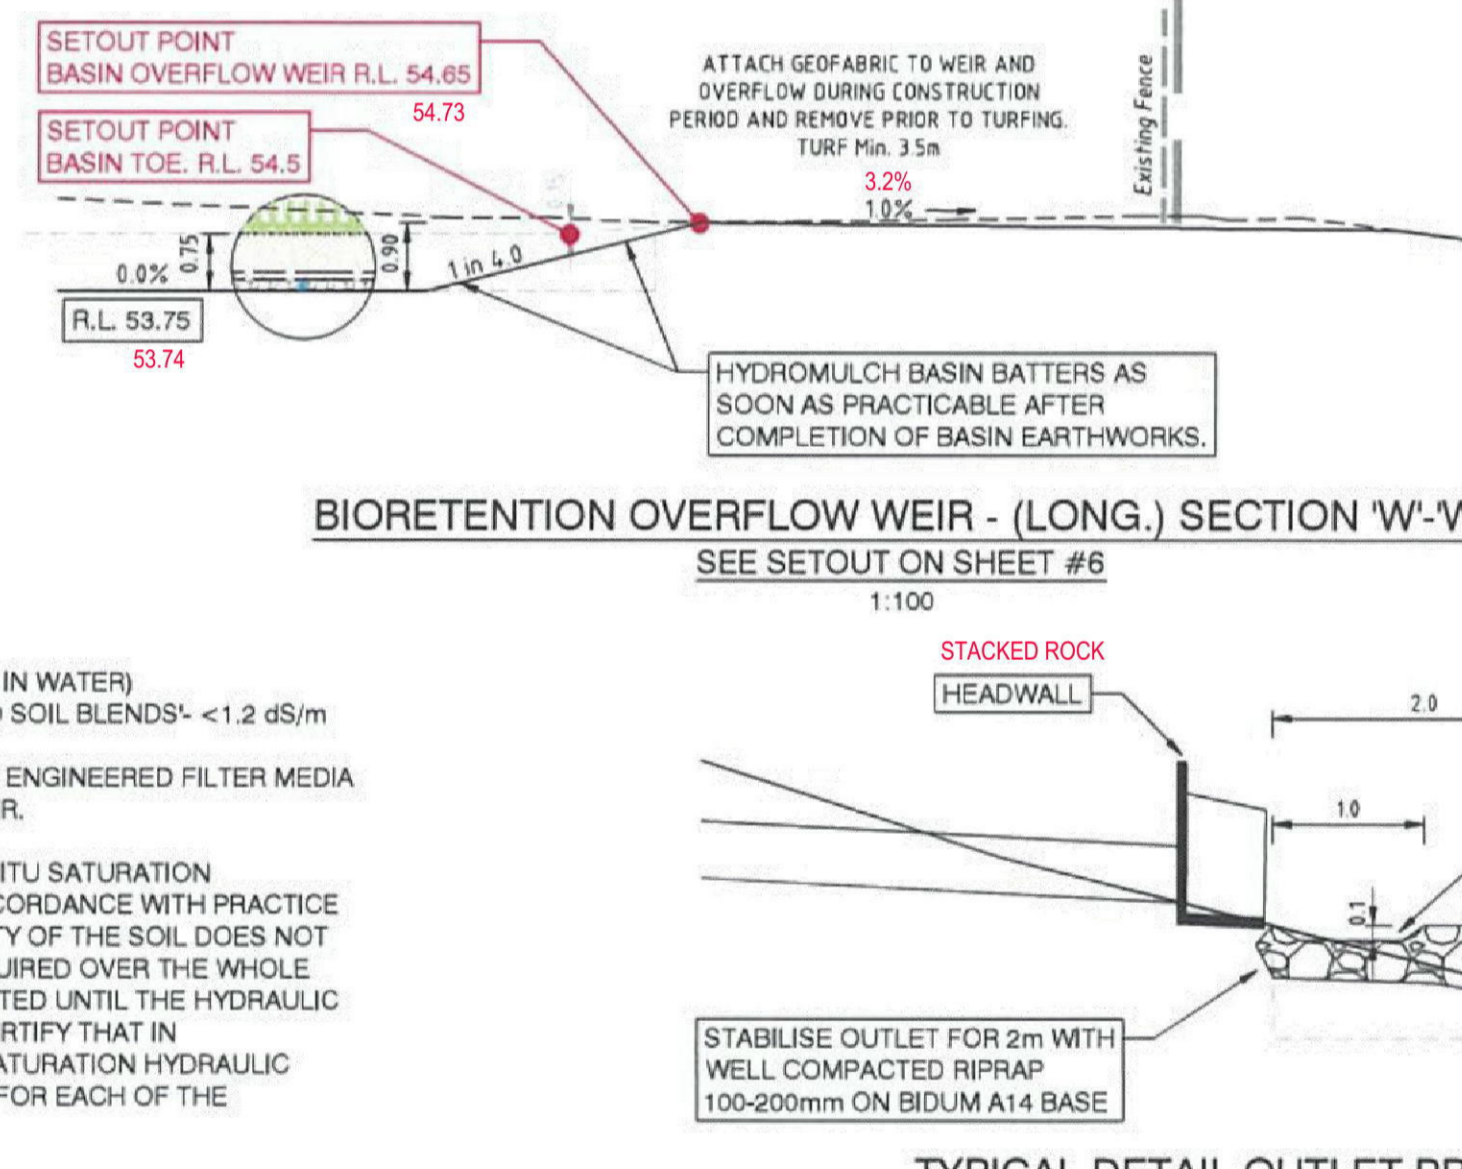 SETOUT POINT
BASIN OVERFLOW WEIR R.L. 54.65
54.73
SETOUT POINT
BASIN TOE. R.L. 54.5
ATTACH GEOFABRIC TO WEIR AND
OVERFLOW DURING CONSTRUCTION
PERIOD AND REMOVE PRIOR TO TURFING.
TURF Min. 3.5m
3.2%
1.0%
Existing Fence
0.0%
0.75
0.90
1 in 4.0
R.L. 53.75
53.74
HYDROMULCH BASIN BATTERS AS
SOON AS PRACTICABLE AFTER
COMPLETION OF BASIN EARTHWORKS.
BIORETENTION OVERFLOW WEIR - (LONG.) SECTION 'W'-'W
SEE SETOUT ON SHEET #6
1:100
IN WATER)
SOIL BLENDS'- <1.2 dS/m
ENGINEERED FILTER MEDIA
R.
ITU SATURATION
CORDANCE WITH PRACTICE
TY OF THE SOIL DOES NOT
UIRED OVER THE WHOLE
TED UNTIL THE HYDRAULIC
RTIFY THAT IN
ATURATION HYDRAULIC
FOR EACH OF THE
STACKED ROCK
HEADWALL
2.0
1.0
0.1
STABILISE OUTLET FOR 2m WITH
WELL COMPACTED RIPRAP
100-200mm ON BIDUM A14 BASE
TYPICAL DETAIL OUTLET